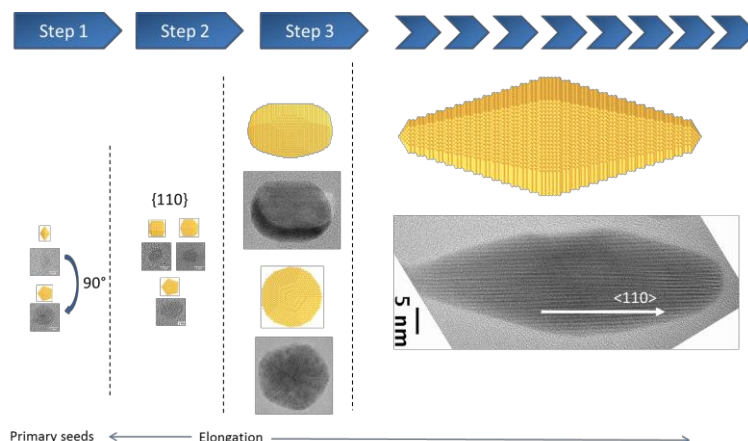 Step 1
Step 2
Step 3
{110}
90°
<110>
5 nm
Primary seeds
Elongation